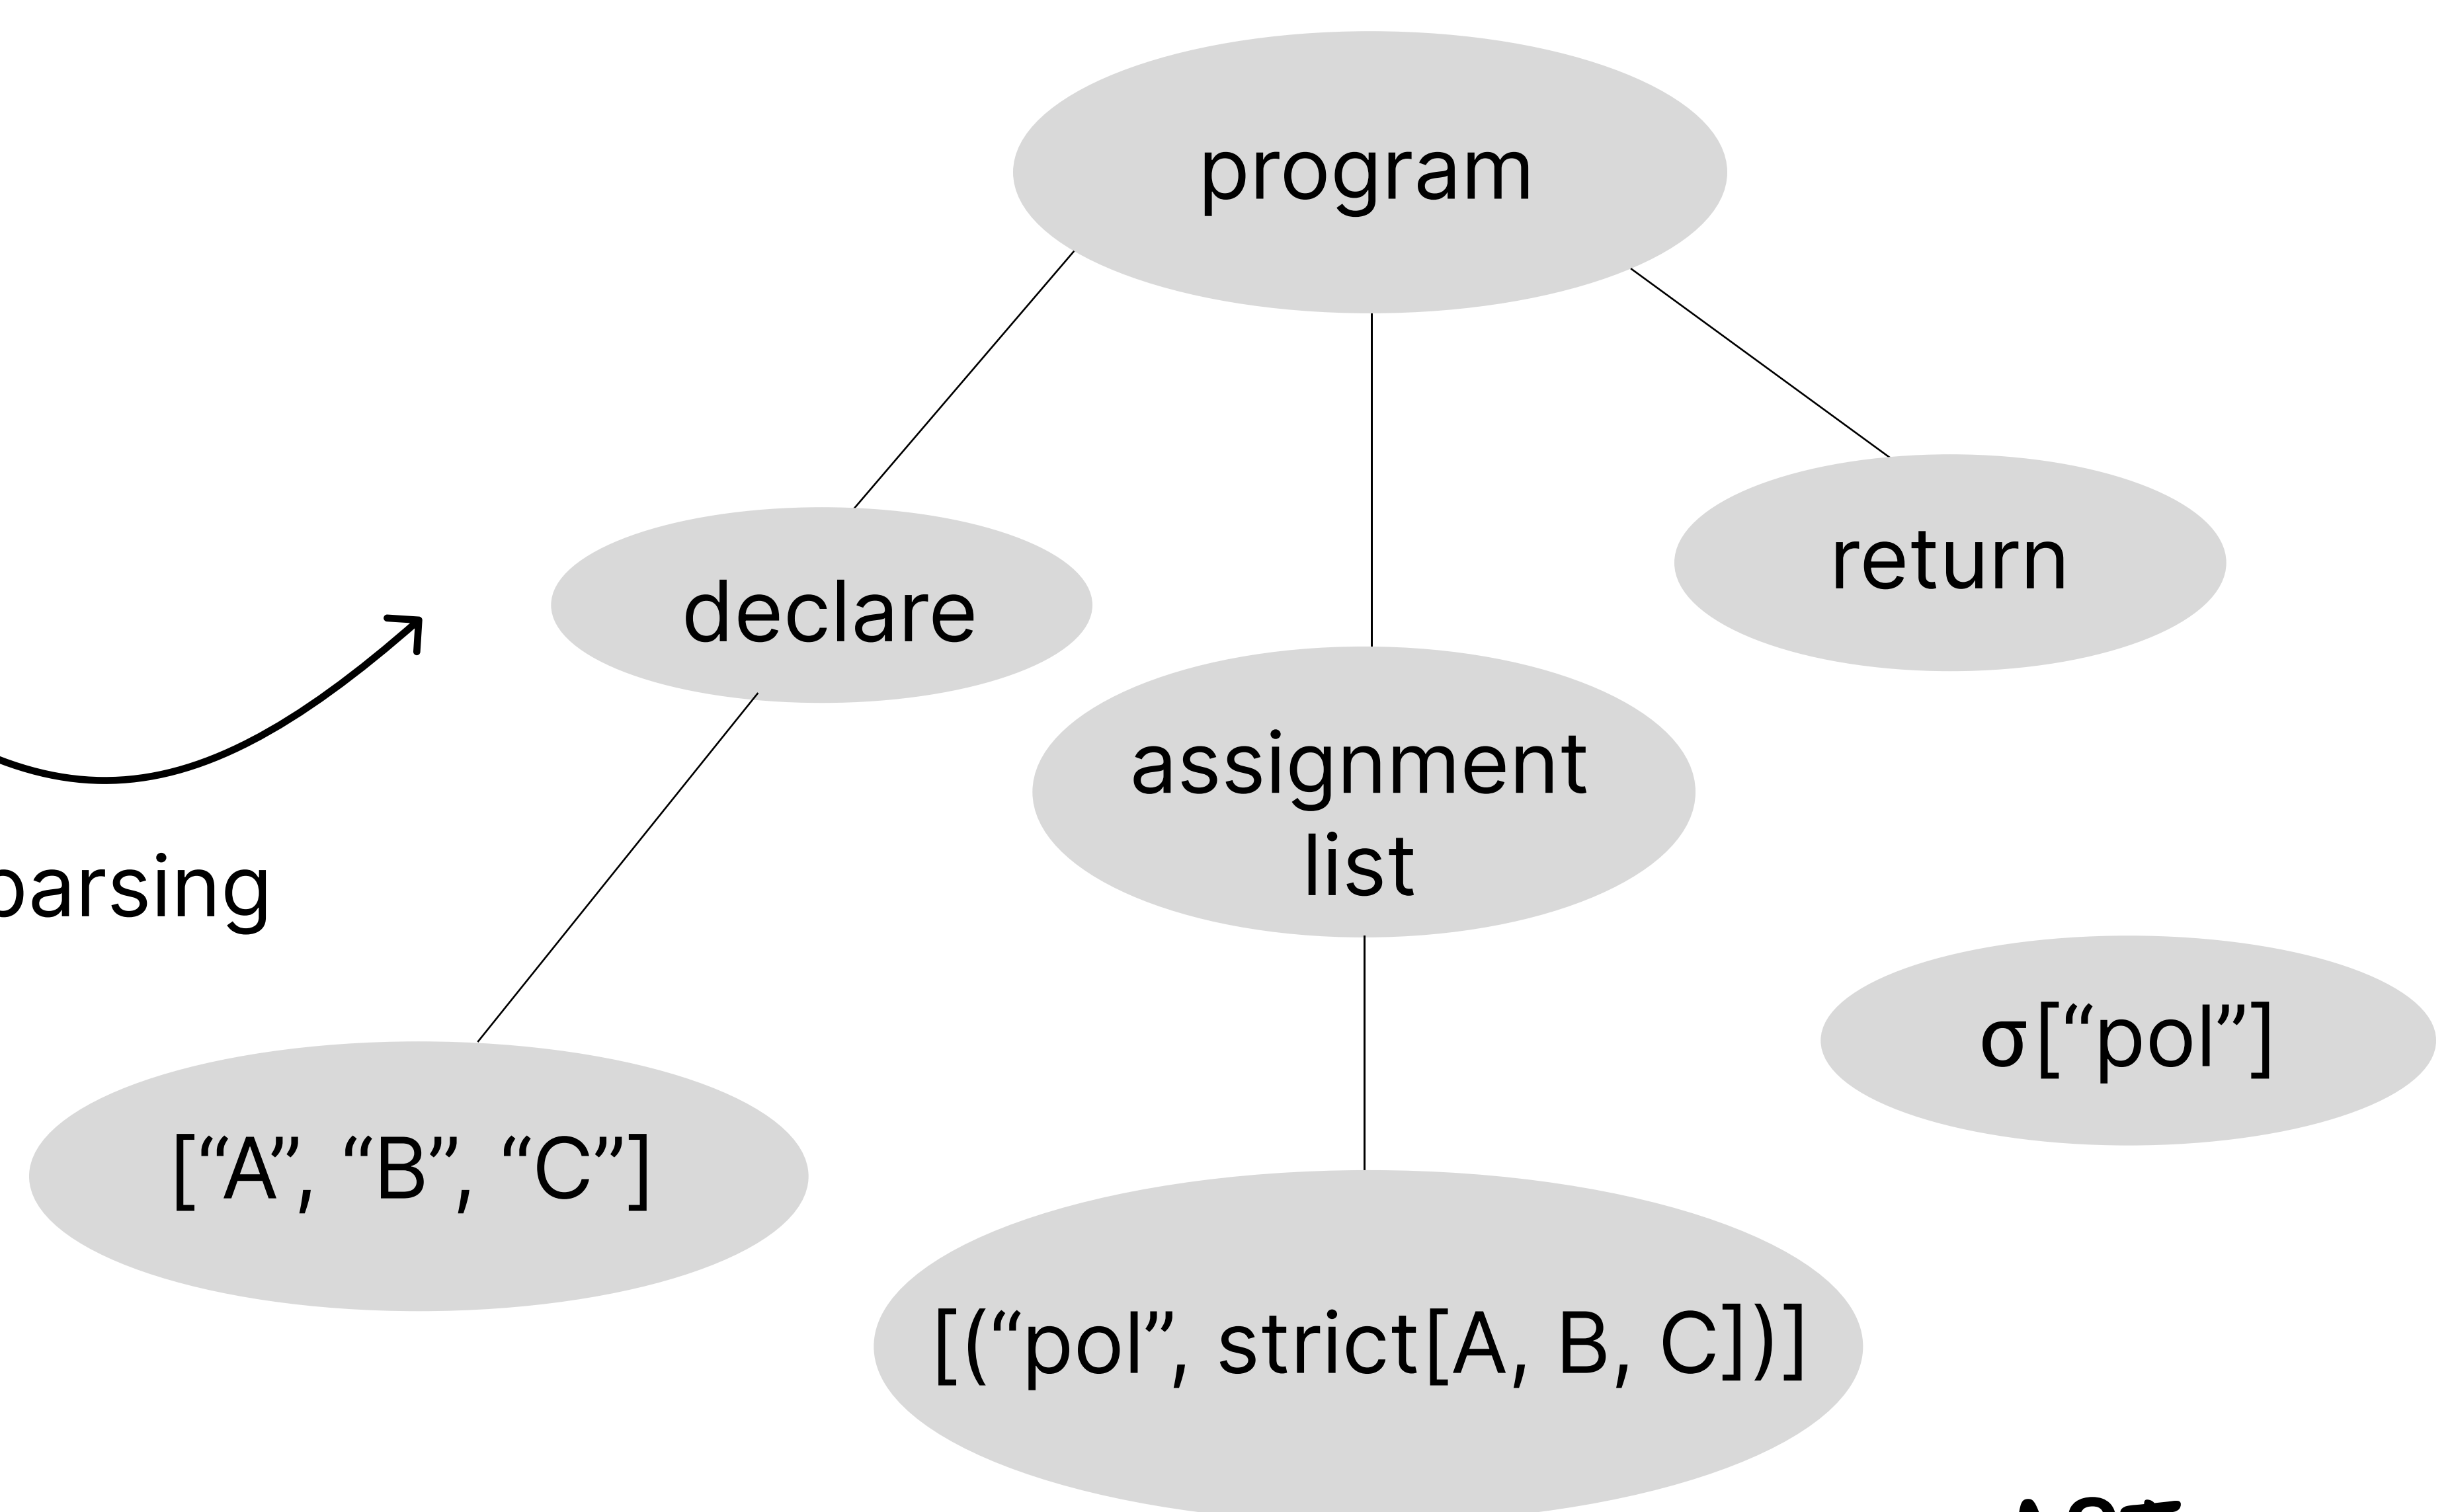 program
declare
return
assignment
list
parsing
σ[“pol”]
[“A”, “B”, “C”]
[(“pol”, strict[A, B, C])]